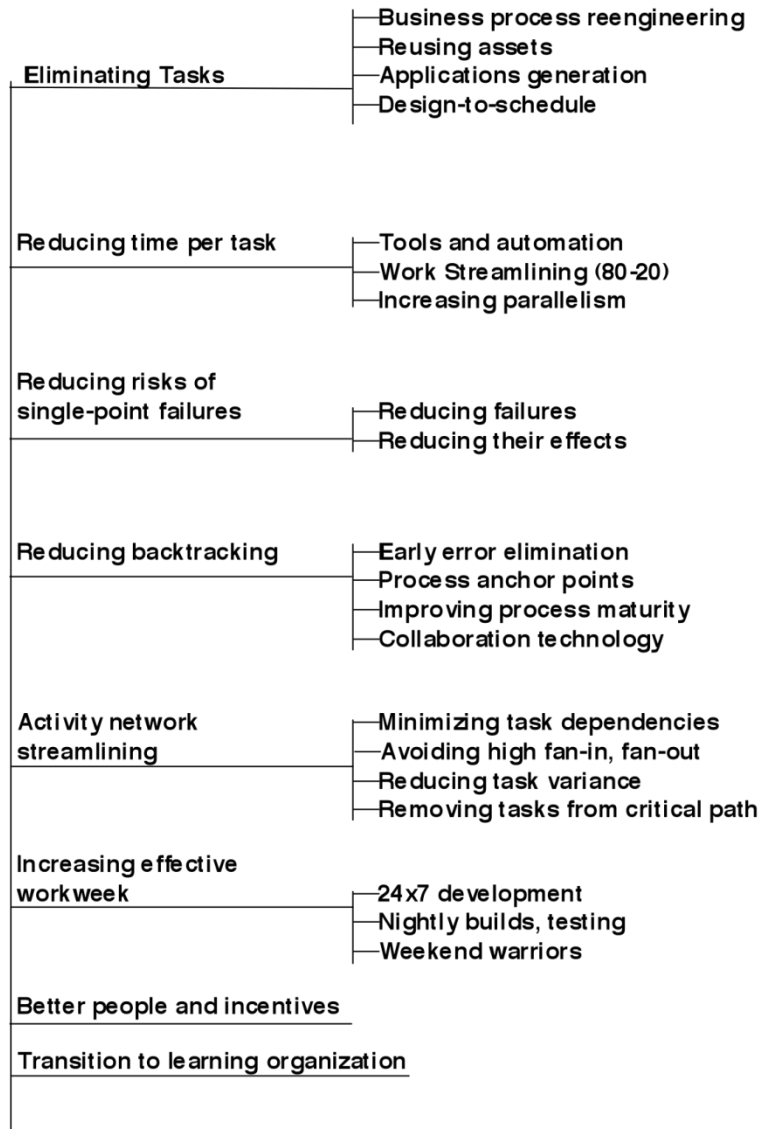 Business process reengineering
Reusing assets
Eliminating Tasks
Applications generation
Design-to-schedule
Reducing time per task
Tools and automation
Work Streamlining (80-20)
Increasing parallelism
Reducing risks of
single-point failures
Reducing failures
Reducing their effects
Reducing backtracking
Early error elimination
Process anchor points
Improving process maturity
Collaboration technology
Activity network
streamlining
Minimizing task dependencies
Avoiding high fan-in, fan-out
Reducing task variance
Removing tasks from critical path
Increasing effective
workweek
24x7 development
Nightly builds, testing
Weekend warriors
Better people and incentives
Transition to learning organization